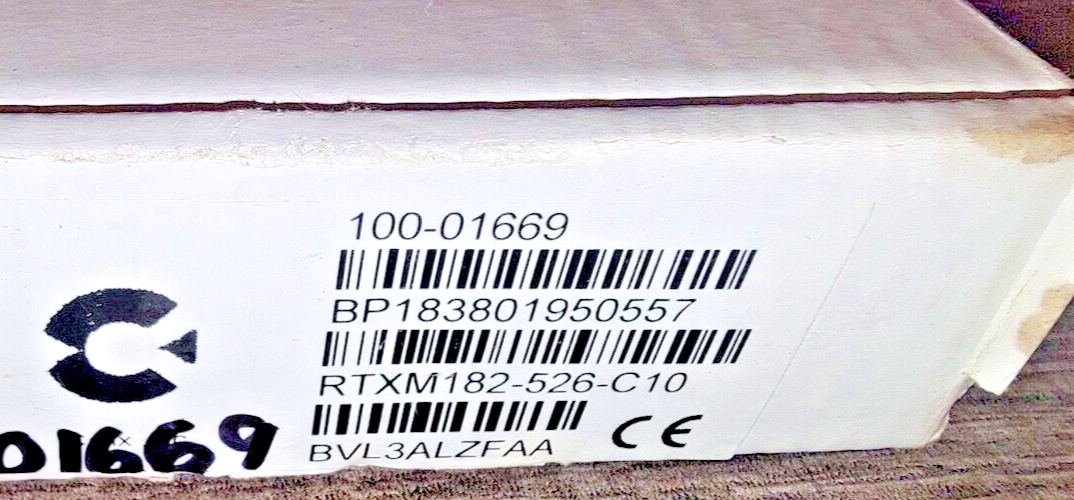 100-01669
BP183801950557
RTXM182-526-C10
BVL3ALZFAA
CE
01669